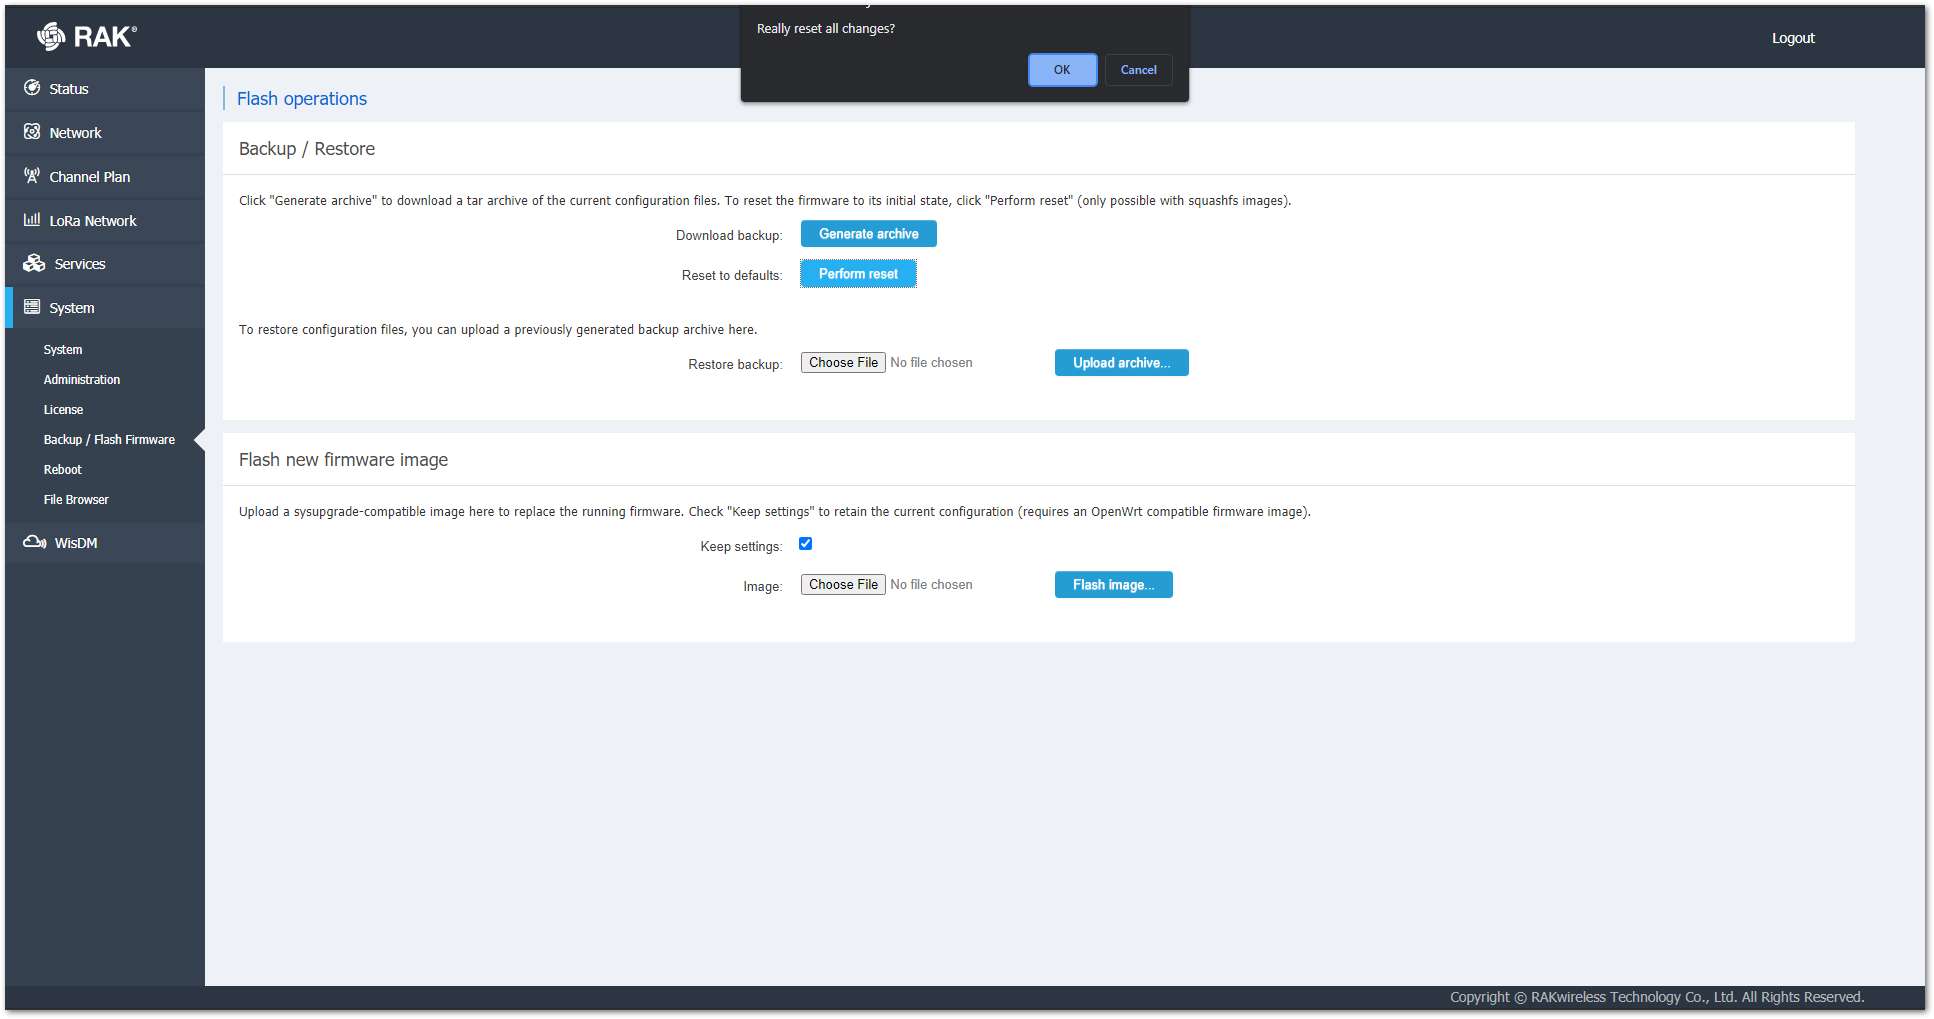 RAK®
Really reset all changes?
OK
Cancel
Logout
Status
Network
Channel Plan
LoRa Network
Services
System
System
Administration
License
Backup / Flash Firmware
Reboot
File Browser
WisDM
Flash operations
Backup / Restore
Click "Generate archive" to download a tar archive of the current configuration files. To reset the firmware to its initial state, click "Perform reset" (only possible with squashfs images).
Download backup: Generate archive
Reset to defaults: Perform reset
To restore configuration files, you can upload a previously generated backup archive here.
Restore backup: Choose File No file chosen Upload archive...
Flash new firmware image
Upload a sysupgrade-compatible image here to replace the running firmware. Check "Keep settings" to retain the current configuration (requires an OpenWrt compatible firmware image).
Keep settings:
Image: Choose File No file chosen Flash image...
Copyright © RAKwireless Technology Co., Ltd. All Rights Reserved.